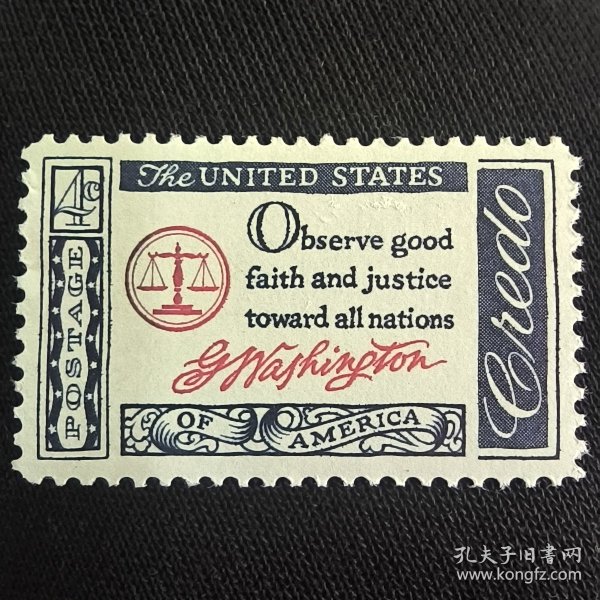 The UNITED STATES
4c
POSTAGE
Observe good
faith and justice
toward all nations
G Washington
OF AMERICA
Credo
孔夫子旧書网
www.kongfz.com